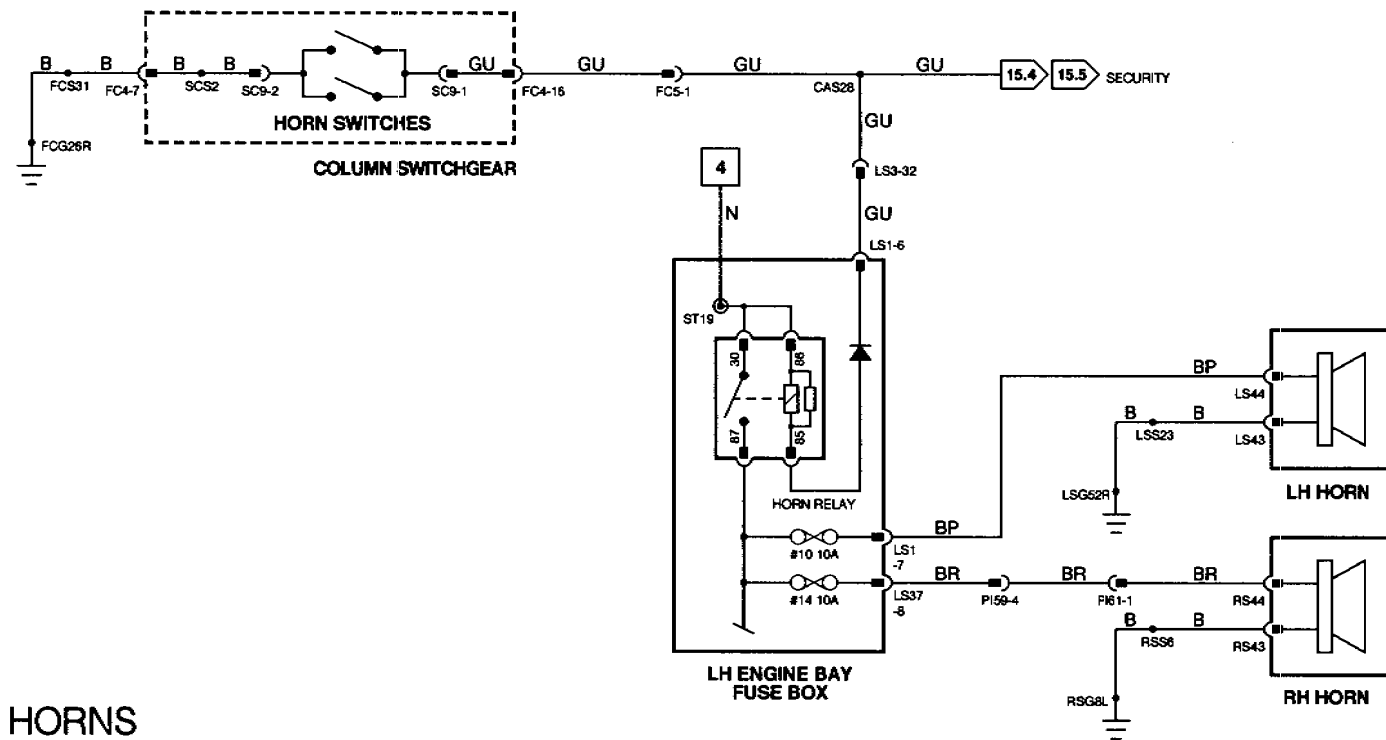 B B B B GU GU GU GU 15.4 15.5 SECURITY
FCS31 FC4-7 SCS2 SC9-2 SC9-1 FC4-16 FC5-1 CAS28
HORN SWITCHES
GU
FCG26R
COLUMN SWITCHGEAR
4
LS3-32
N
GU
LS1-6
ST19
30
86
87
85
HORN RELAY
BP
LS44
B B
LSS23
LS43
LSG52R
LH HORN
BP
#10 10A
LS1
-7
BR BR BR
#14 10A
LS37
-8
PI59-4
PI61-1
RS44
B B
RSS6
RS43
LH ENGINE BAY
FUSE BOX
RSG8L
RH HORN
HORNS